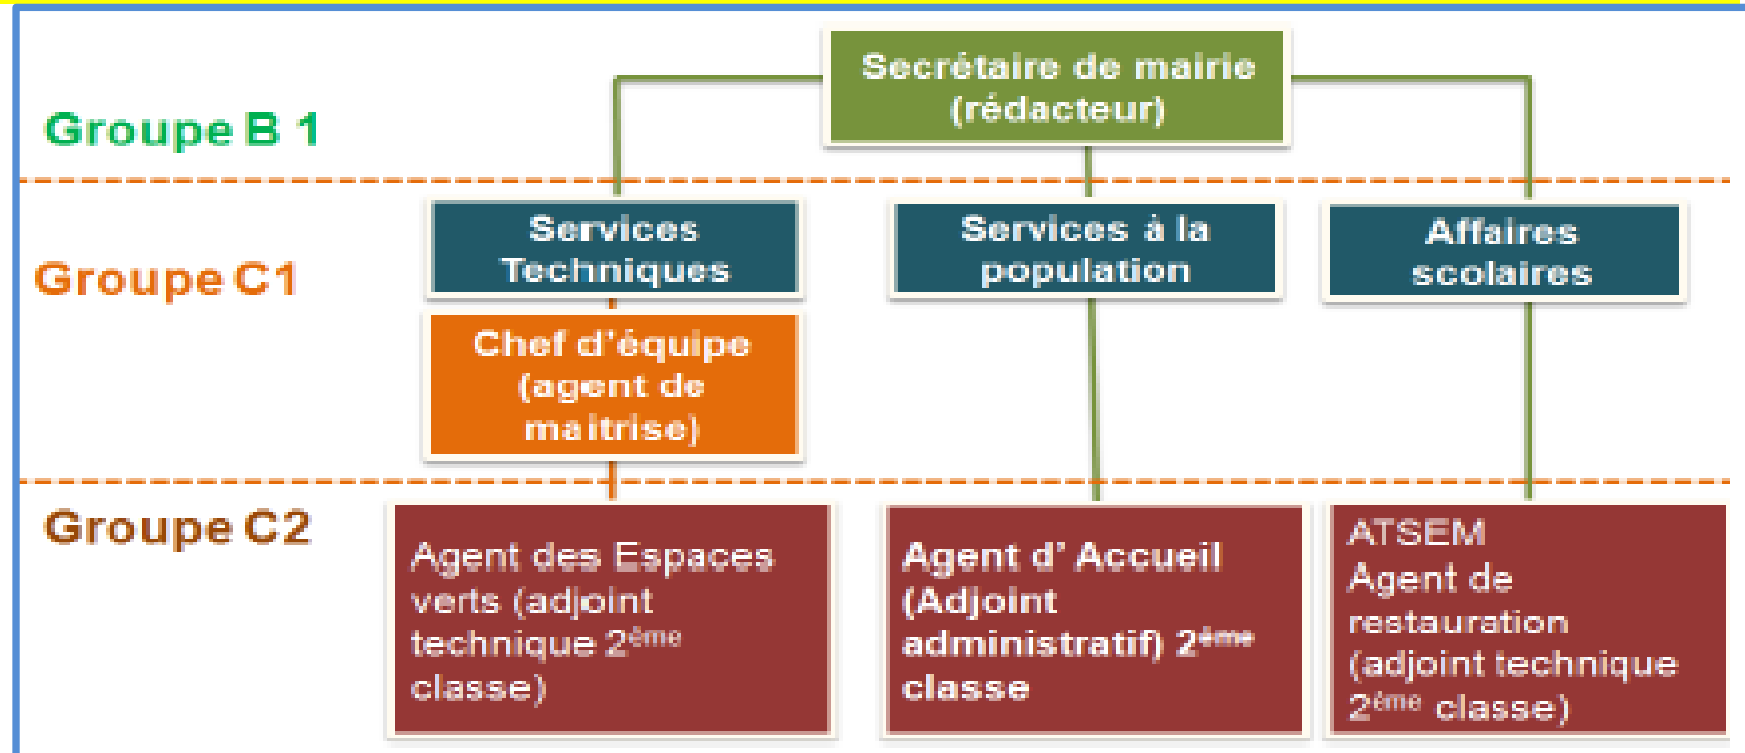 Secrétaire de mairie
(rédacteur)
Groupe B 1
Services
Techniques
Services à la
population
Affaires
scolaires
Groupe C1
Chef d’équipe
(agent de
maitrise)
Groupe C2
Agent des Espaces
verts (adjoint
technique 2ème
classe)
Agent d’ Accueil
(Adjoint
administratif) 2ème
classe
ATSEM
Agent de
restauration
(adjoint technique
2ème classe)